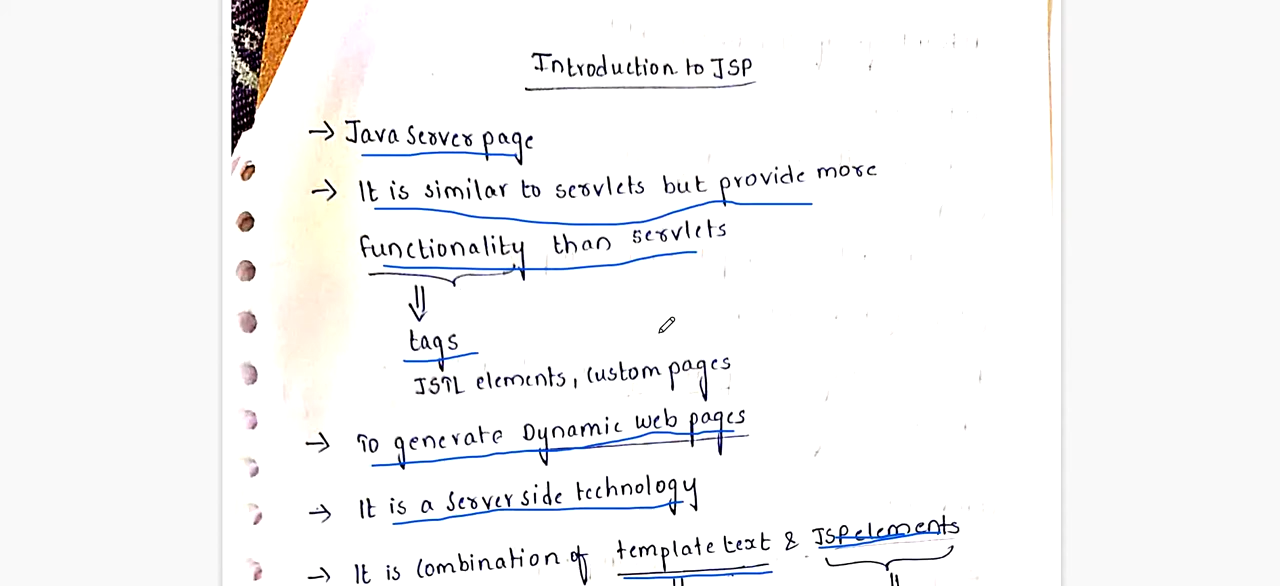 Introduction to JSP
→ Java Server page
→ It is similar to servlets but provide more
functionality than servlets
⇓
tags
JSTL elements, Custom pages
→ To generate Dynamic web pages
→ It is a Server side technology
→ It is Combination of template text & JSP elements